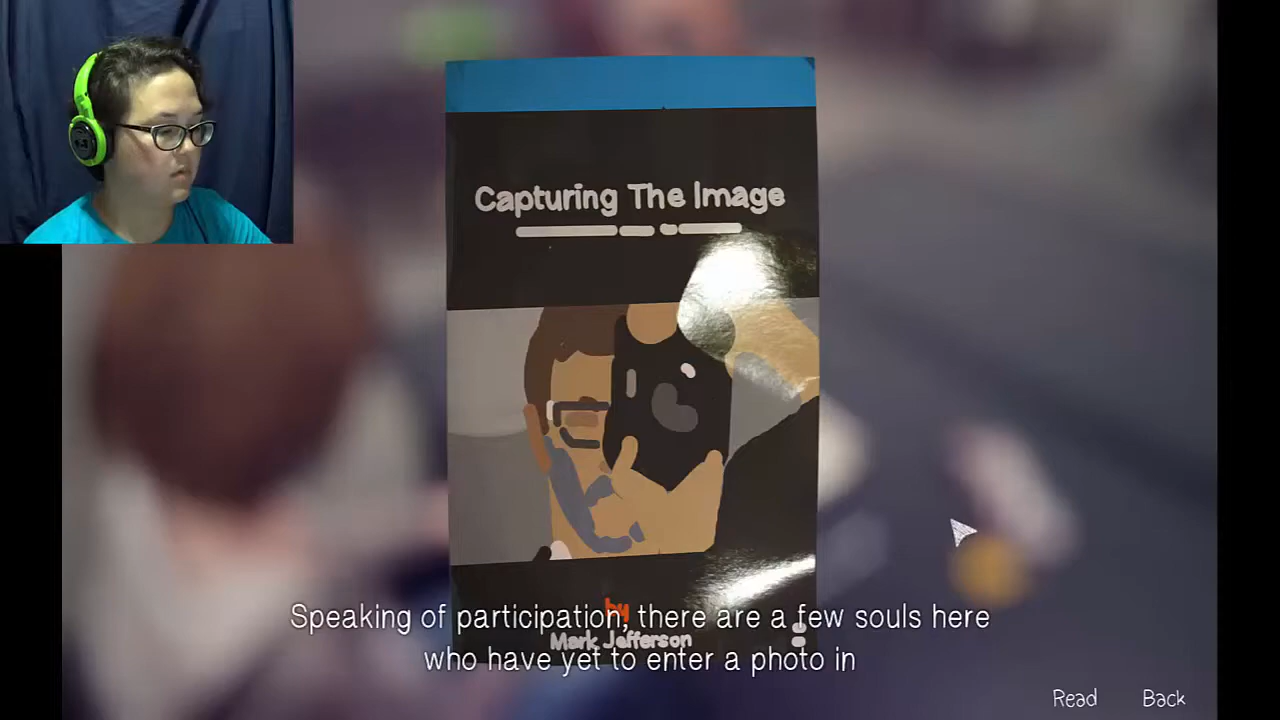 Capturing The Image
by
Mark Jefferson
Speaking of participation, there are a few souls here
who have yet to enter a photo in
Read Back